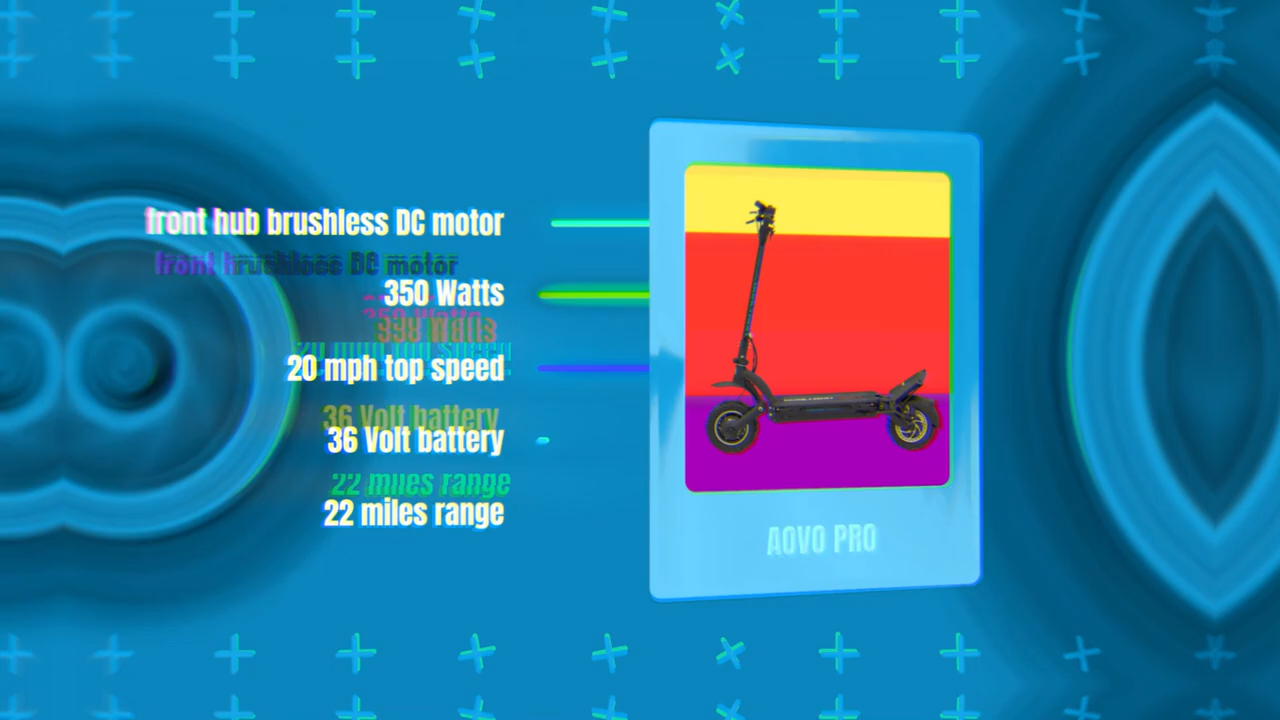 front hub brushless DC motor
350 Watts
20 mph top speed
36 Volt battery
36 Volt battery
22 miles range
22 miles range
AOVO PRO